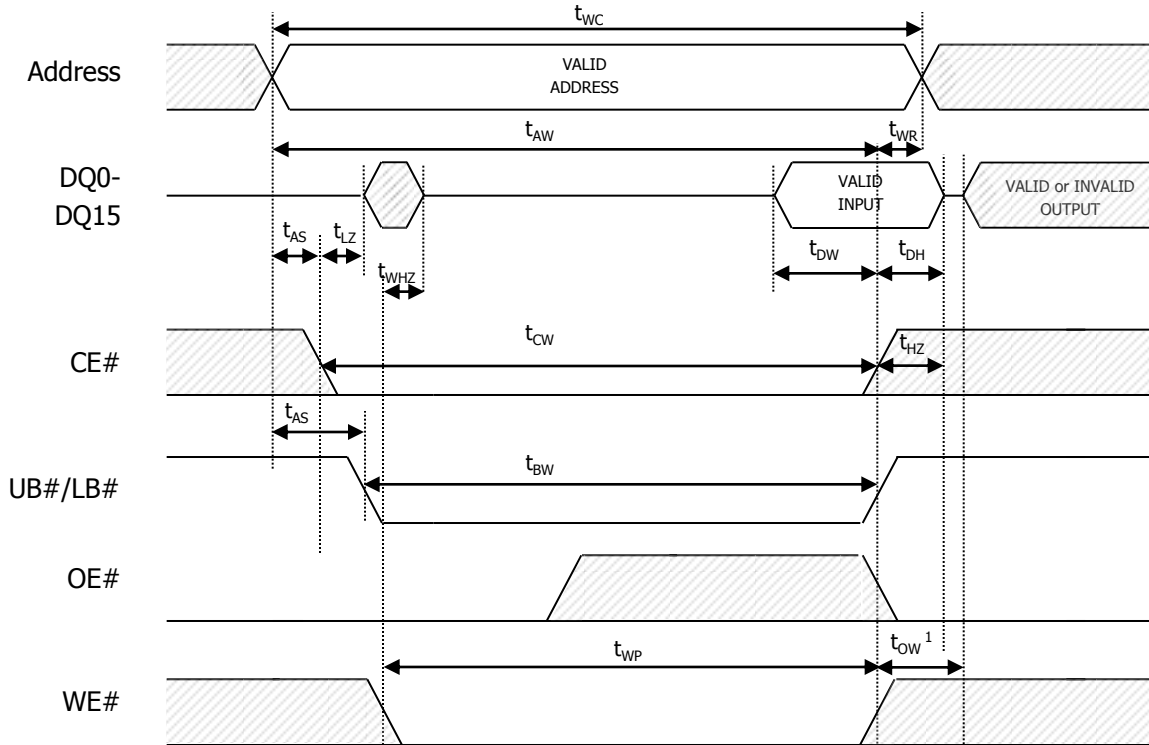 tWC
Address
VALID
ADDRESS
tAW
tWR
DQ0-
DQ15
VALID
INPUT
VALID or INVALID
OUTPUT
tAS
tLZ
tDW
tDH
tWHZ
CE#
tCW
tHZ
tAS
UB#/LB#
tBW
OE#
tWP
tOW 1
WE#